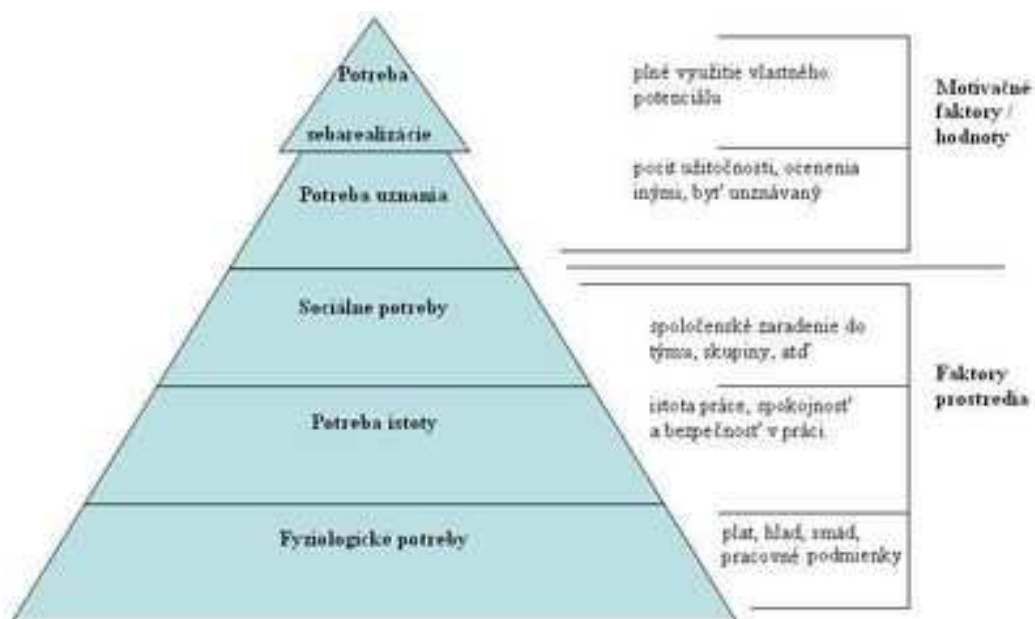 Potreba
sebarealizácie
Potreba uznania
Sociálne potreby
Potreba istoty
Fyziologické potreby
plné využitie vlastného
potenciálu
pocit užitočnosti, ocenenia
inými, byť unznávaný
Motivačné
faktory /
hodnoty
spoločenské zaradenie do
týmu, skupiny, atď
istota práce, spokojnosť
a bezpečnosť v práci
plat, hlad, smäd,
pracovné podmienky
Faktory
prostredia